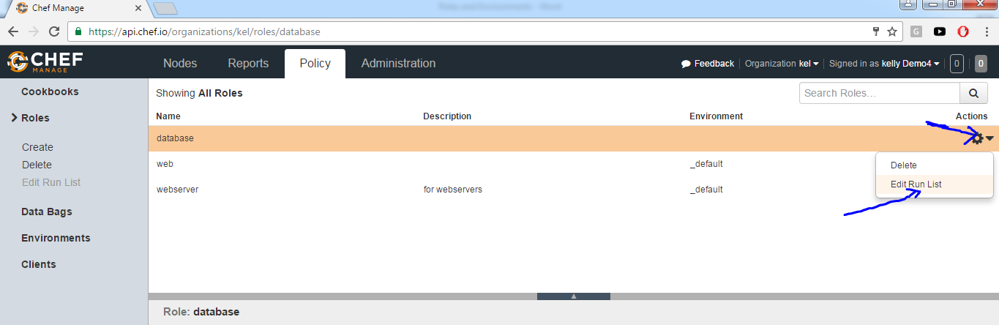 Chef Manage
https://api.chef.io/organizations/kel/roles/database
G
CHEF
MANAGE
Nodes Reports Policy Administration
Feedback Organization kel Signed in as kelly Demo4 0 0
Cookbooks
Roles
Create
Delete
Edit Run List
Data Bags
Environments
Clients
Showing All Roles
Search Roles...
Name Description Environment Actions
database
web _default
webserver for webservers _default
Delete
Edit Run List
Role: database